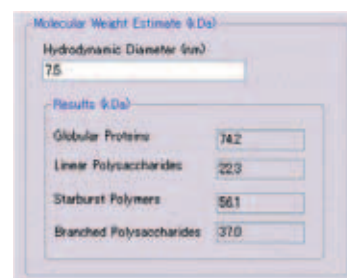 Molecular Weight Estimate (kDa)
Hydrodynamic Diameter (nm)
7.5
Results (kDa)
Globular Proteins 74.2
Linear Polysaccharides 22.3
Starburst Polymers 56.1
Branched Polysaccharides 37.0